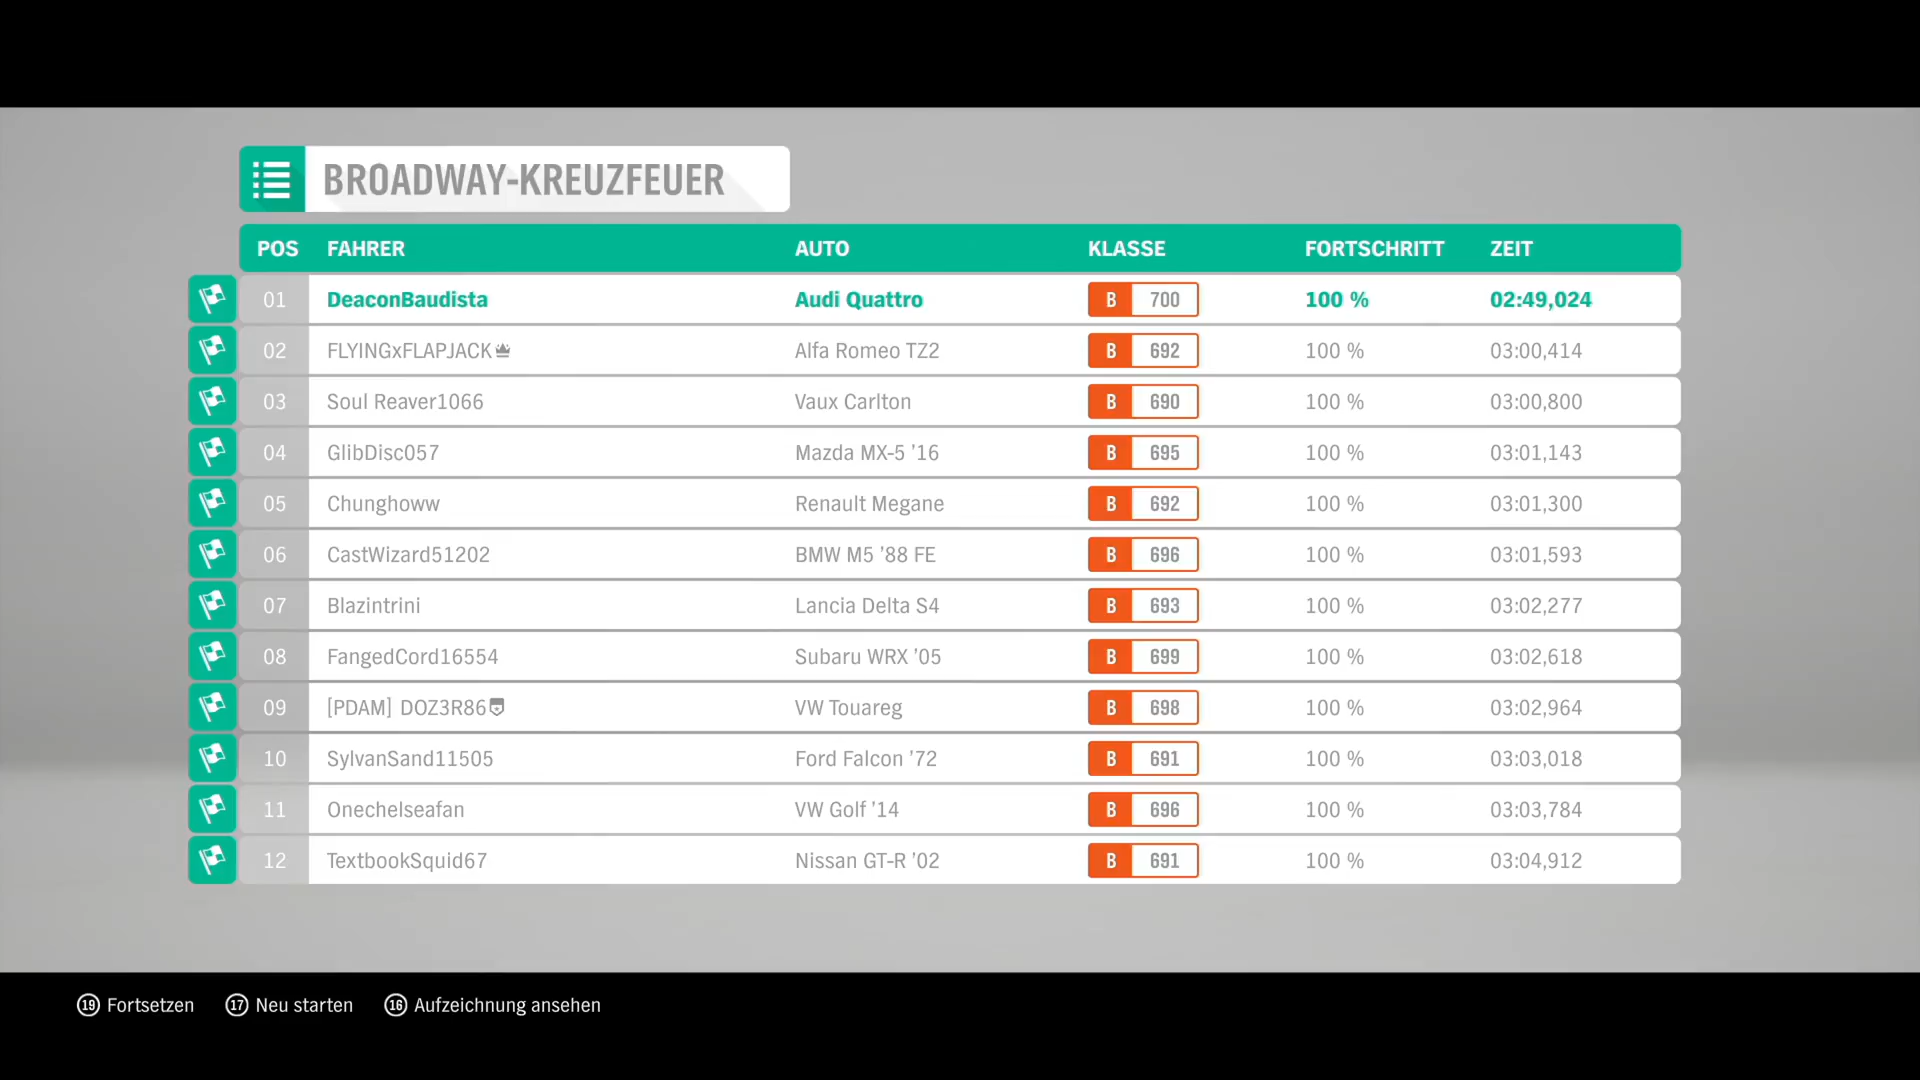 BROADWAY-KREUZFEUER
POS FAHRER AUTO KLASSE FORTSCHRITT ZEIT
01 DeaconBaudista Audi Quattro B 700 100 % 02:49,024
02 FLYINGxFLAPJACK Alfa Romeo TZ2 B 692 100 % 03:00,414
03 Soul Reaver1066 Vaux Carlton B 690 100 % 03:00,800
04 GlibDisc057 Mazda MX-5 ’16 B 695 100 % 03:01,143
05 Chunghoww Renault Megane B 692 100 % 03:01,300
06 CastWizard51202 BMW M5 ’88 FE B 696 100 % 03:01,593
07 Blazintrini Lancia Delta S4 B 693 100 % 03:02,277
08 FangedCord16554 Subaru WRX ’05 B 699 100 % 03:02,618
09 [PDAM] DOZ3R86 VW Touareg B 698 100 % 03:02,964
10 SylvanSand11505 Ford Falcon ’72 B 691 100 % 03:03,018
11 Onechelseafan VW Golf ’14 B 696 100 % 03:03,784
12 TextbookSquid67 Nissan GT-R ’02 B 691 100 % 03:04,912
19 Fortsetzen 17 Neu starten 16 Aufzeichnung ansehen